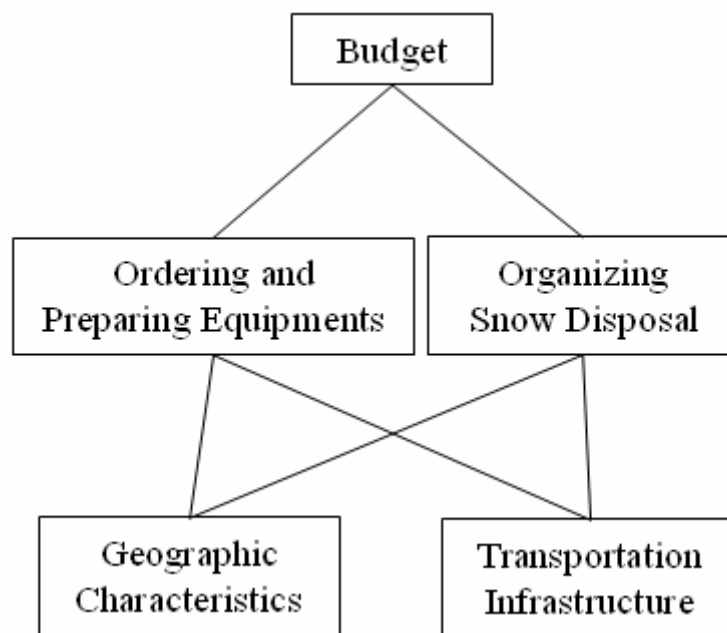 Budget
Ordering and
Preparing Equipments
Organizing
Snow Disposal
Geographic
Characteristics
Transportation
Infrastructure